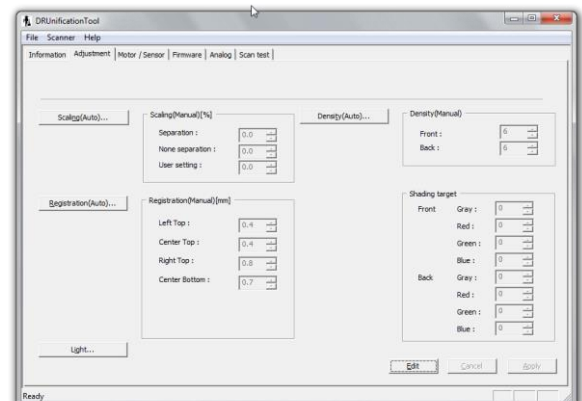 DRUnificationTool
File Scanner Help
Information Adjustment Motor / Sensor Firmware Analog Scan test
Scaling(Auto)...
Scaling(Manual)[%]
Separation : 0.0
None separation : 0.0
User setting : 0.0
Density(Auto)...
Density(Manual)
Front : 6
Back : 6
Registration(Auto)...
Registration(Manual)[mm]
Left Top : 0.4
Center Top : 0.4
Right Top : 0.8
Center Bottom : 0.7
Shading target
Front Gray : 0
Red : 0
Green : 0
Blue : 0
Back Gray : 0
Red : 0
Green : 0
Blue : 0
Light...
Edit Cancel Apply
Ready